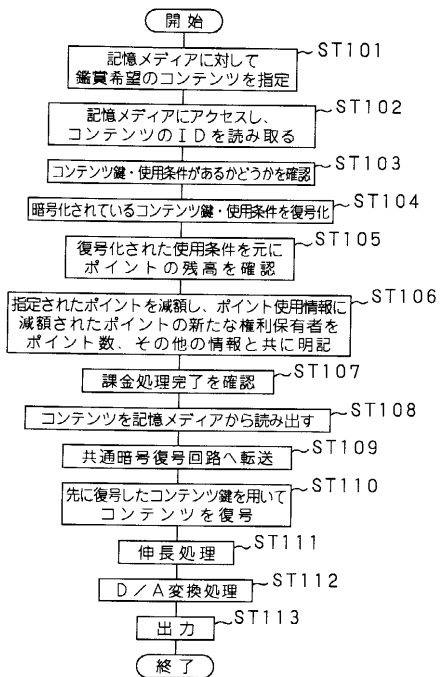 開始
記憶メディアに対して
鑑賞希望のコンテンツを指定
ST101
記憶メディアにアクセスし、
コンテンツのIDを読み取る
ST102
コンテンツ鍵・使用条件があるかどうかを確認
ST103
暗号化されているコンテンツ鍵・使用条件を復号化
ST104
復号化された使用条件を元に
ポイントの残高を確認
ST105
指定されたポイントを減額し、ポイント使用情報に
減額されたポイントの新たな権利保有者を
ポイント数、その他の情報と共に明記
ST106
課金処理完了を確認
ST107
コンテンツを記憶メディアから読み出す
ST108
共通暗号復号回路へ転送
ST109
先に復号したコンテンツ鍵を用いて
コンテンツを復号
ST110
伸長処理
ST111
D/A変換処理
ST112
出力
ST113
終了